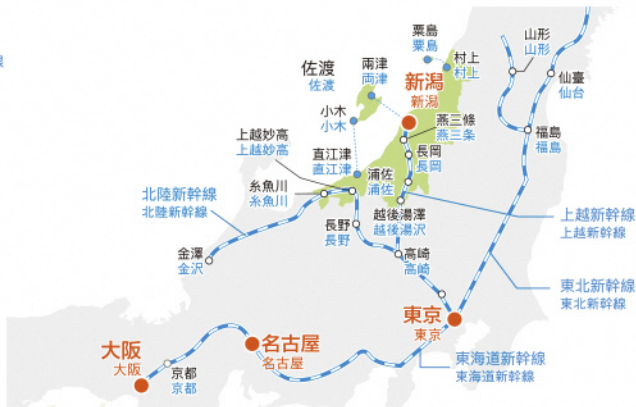 線
粟島
粟島
村上
村上
山形
山形
佐渡
佐渡
兩津
両津
新潟
新潟
仙臺
仙台
小木
小木
燕三條
燕三条
福島
福島
上越妙高
上越妙高
直江津
直江津
長岡
長岡
浦佐
浦佐
糸魚川
糸魚川
北陸新幹線
北陸新幹線
越後湯澤
越後湯沢
上越新幹線
上越新幹線
長野
長野
金澤
金沢
高崎
高崎
東北新幹線
東北新幹線
東京
東京
大阪
大阪
名古屋
名古屋
京都
京都
東海道新幹線
東海道新幹線